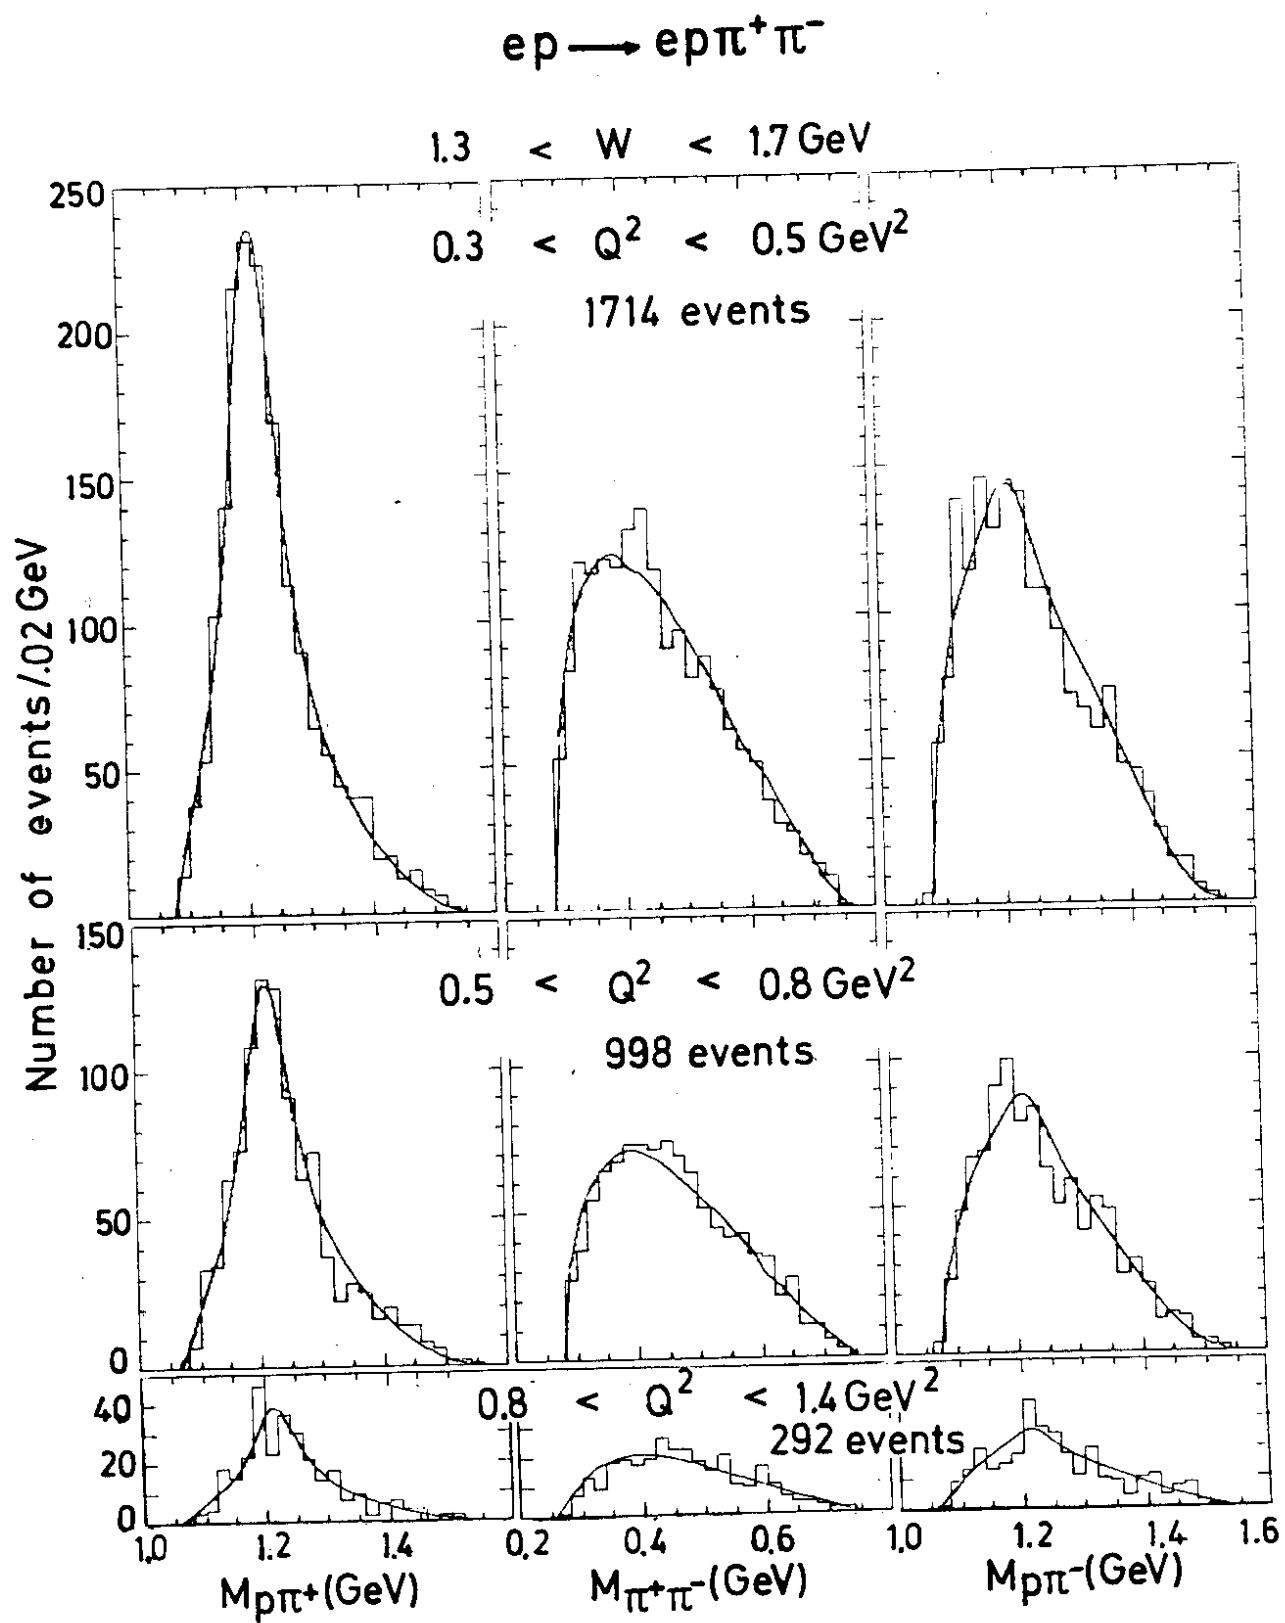 ep ⟶ epπ⁺π⁻
1.3 < W < 1.7 GeV
250
0.3 < Q² < 0.5 GeV²
1714 events
200
150
100
50
Number of events/.02 GeV
150
0.5 < Q² < 0.8 GeV²
998 events
100
50
0
0.8 < Q² < 1.4 GeV²
292 events
40
20
0
1.0 1.2 1.4 0.2 0.4 0.6 1.0 1.2 1.4 1.6
Mpπ+(GeV) Mπ+π-(GeV) Mpπ-(GeV)